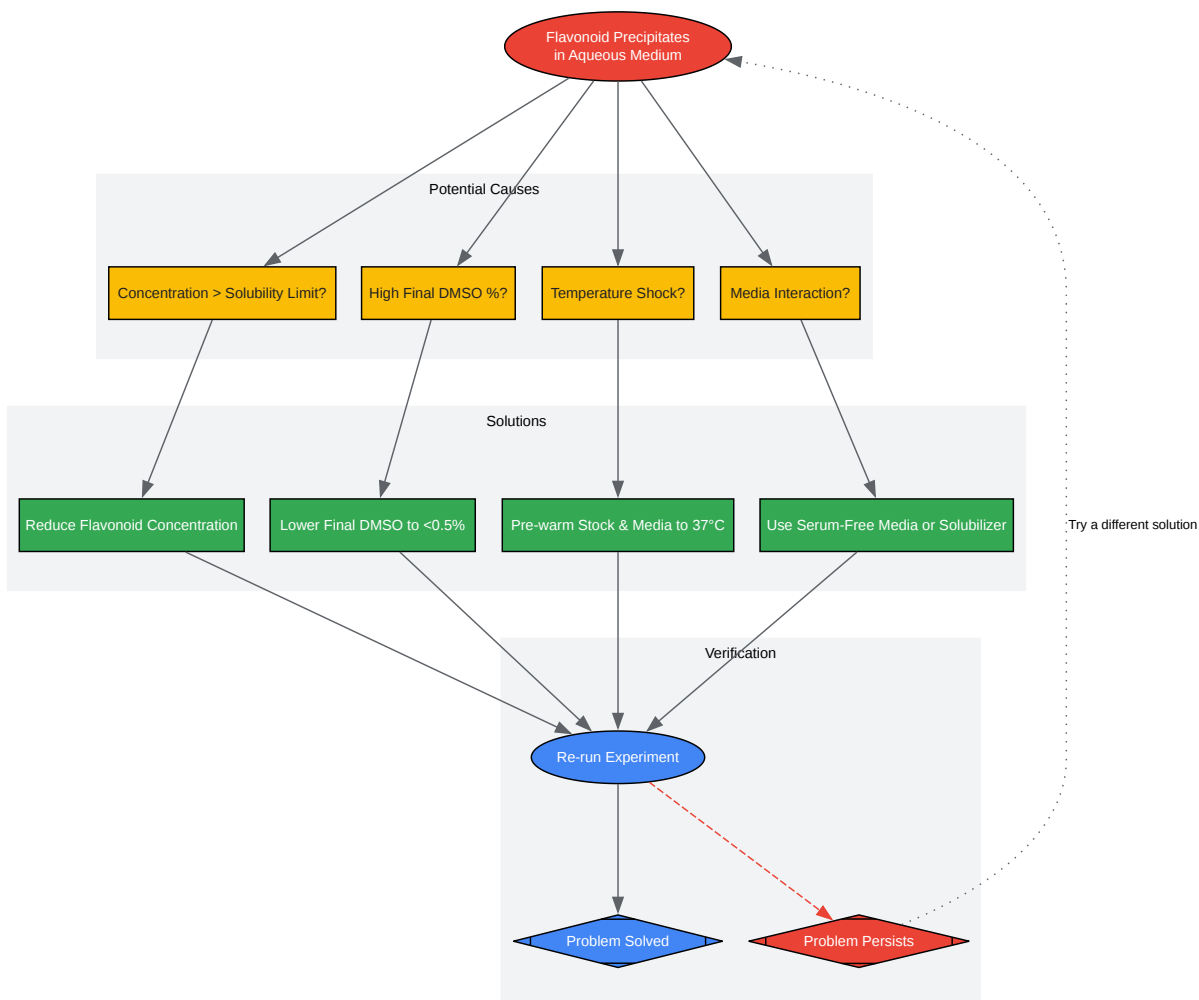 Flavonoid Precipitates
in Aqueous Medium
Potential Causes
Concentration > Solubility Limit?
High Final DMSO %?
Temperature Shock?
Media Interaction?
Solutions
Reduce Flavonoid Concentration
Lower Final DMSO to <0.5%
Pre-warm Stock & Media to 37°C
Use Serum-Free Media or Solubilizer
Try a different solution
Verification
Re-run Experiment
Problem Solved
Problem Persists